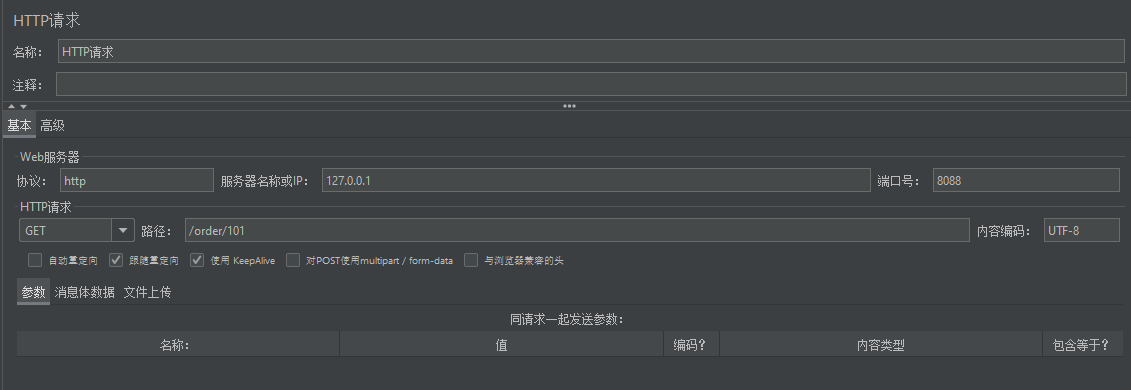 HTTP请求
名称： HTTP请求
注释：
基本 高级
Web服务器
协议： http 服务器名称或IP： 127.0.0.1 端口号： 8088
HTTP请求
GET 路径： /order/101 内容编码： UTF-8
自动重定向 跟随重定向 使用 KeepAlive 对POST使用multipart / form-data 与浏览器兼容的头
参数 消息体数据 文件上传
同请求一起发送参数：
名称： 值 编码？ 内容类型 包含等于？